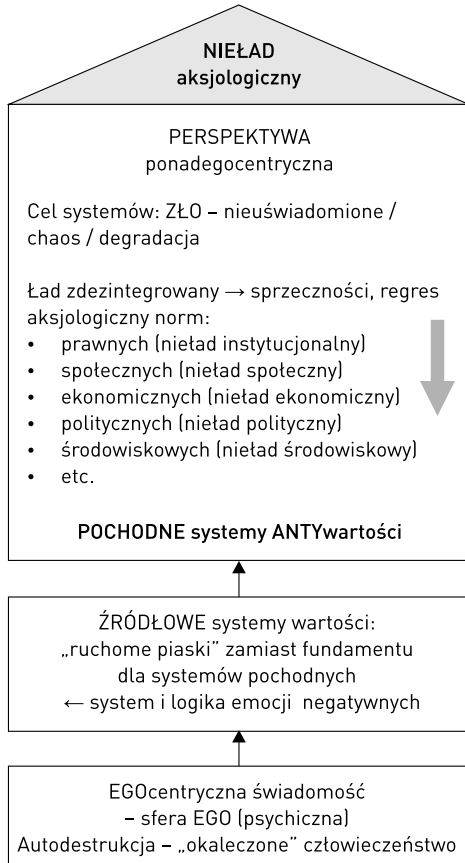 NIEŁAD
aksjologiczny
PERSPEKTYWA
ponadegocentryczna
Cel systemów: ZŁO – nieuświadomione /
chaos / degradacja
Ład zdezintegrowany → sprzeczności, regres
aksjologiczny norm:
• prawnych (nieład instytucjonalny)
• społecznych (nieład społeczny)
• ekonomicznych (nieład ekonomiczny)
• politycznych (nieład polityczny)
• środowiskowych (nieład środowiskowy)
• etc.
POCHODNE systemy ANTYwartości
ŹRÓDŁOWE systemy wartości:
„ruchome piaski” zamiast fundamentu
dla systemów pochodnych
← system i logika emocji negatywnych
EGOcentryczna świadomość
– sfera EGO (psychiczna)
Autodestrukcja – „okaleczone” człowieczeństwo